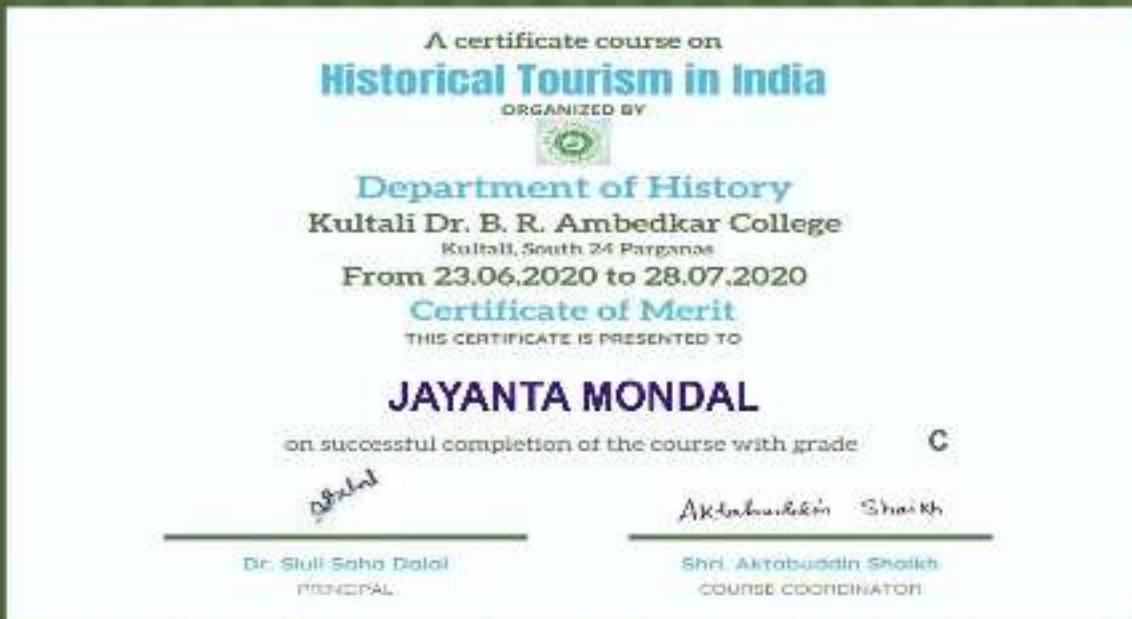 A certificate course on
Historical Tourism in India
ORGANIZED BY
Department of History
Kultali Dr. B. R. Ambedkar College
Kultali, South 24 Parganas
From 23.06.2020 to 28.07.2020
Certificate of Merit
THIS CERTIFICATE IS PRESENTED TO
JAYANTA MONDAL
on successful completion of the course with grade C
Aktabuddin Shaikh
Dr. Siuli Saha Dalal Shri. Aktabuddin Shaikh
PRINCIPAL COURSE COORDINATOR